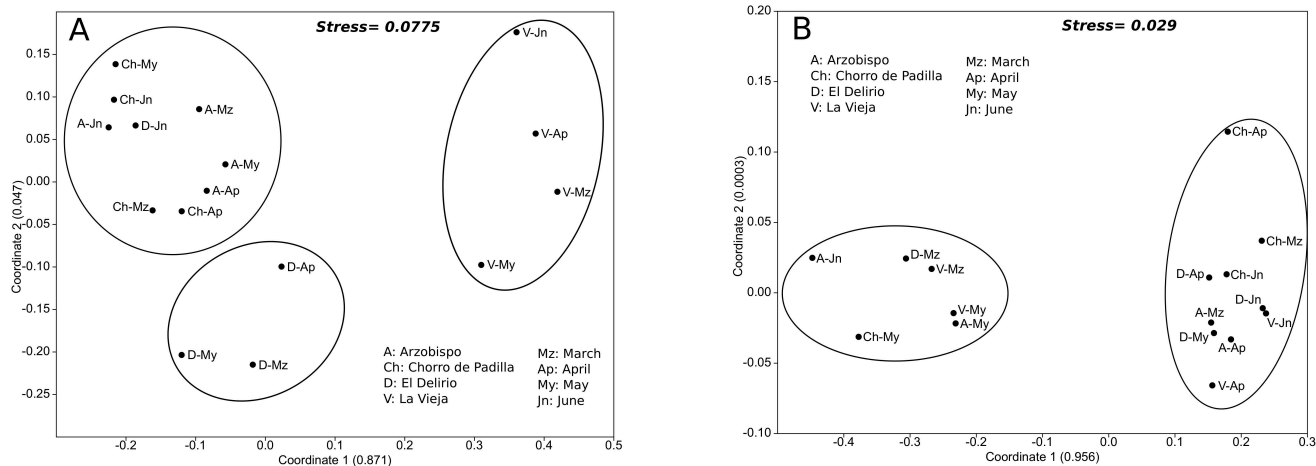 A
Stress= 0.0775
0.15
0.10
0.05
0.00
-0.05
-0.10
-0.15
-0.20
-0.25
Coordinate 2 (0.047)
V-Jn
Ch-My
Ch-Jn
A-Mz
A-Jn
D-Jn
V-Ap
A-My
A-Ap
V-Mz
Ch-Mz
Ch-Ap
D-Ap
V-My
D-My
D-Mz
A: Arzobispo
Ch: Chorro de Padilla
D: El Delirio
V: La Vieja
Mz: March
Ap: April
My: May
Jn: June
-0.2
-0.1
0.0
0.1
0.2
0.3
0.4
0.5
Coordinate 1 (0.871)
B
Stress= 0.029
0.20
0.15
0.10
0.05
0.00
-0.05
-0.10
Coordinate 2 (0.0003)
A: Arzobispo
Ch: Chorro de Padilla
D: El Delirio
V: La Vieja
Mz: March
Ap: April
My: May
Jn: June
Ch-Ap
Ch-Mz
A-Jn
D-Mz
V-Mz
D-Ap
Ch-Jn
D-Jn
V-My
A-My
A-Mz
V-Jn
Ch-My
D-My
A-Ap
V-Ap
-0.4
-0.3
-0.2
-0.1
0.0
0.1
0.2
0.3
Coordinate 1 (0.956)